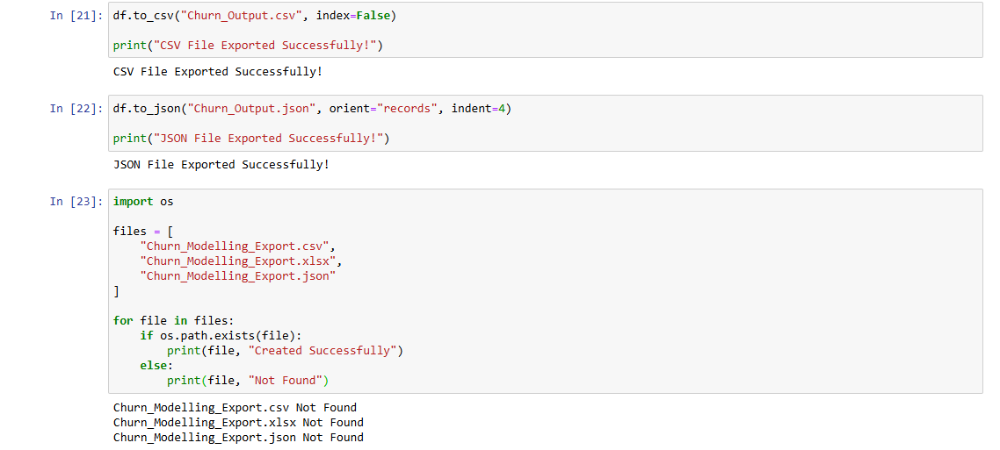 In [21]: df.to_csv("Churn_Output.csv", index=False)
print("CSV File Exported Successfully!")
CSV File Exported Successfully!
In [22]: df.to_json("Churn_Output.json", orient="records", indent=4)
print("JSON File Exported Successfully!")
JSON File Exported Successfully!
In [23]: import os
files = [
    "Churn_Modelling_Export.csv",
    "Churn_Modelling_Export.xlsx",
    "Churn_Modelling_Export.json"
]
for file in files:
    if os.path.exists(file):
        print(file, "Created Successfully")
    else:
        print(file, "Not Found")
Churn_Modelling_Export.csv Not Found
Churn_Modelling_Export.xlsx Not Found
Churn_Modelling_Export.json Not Found